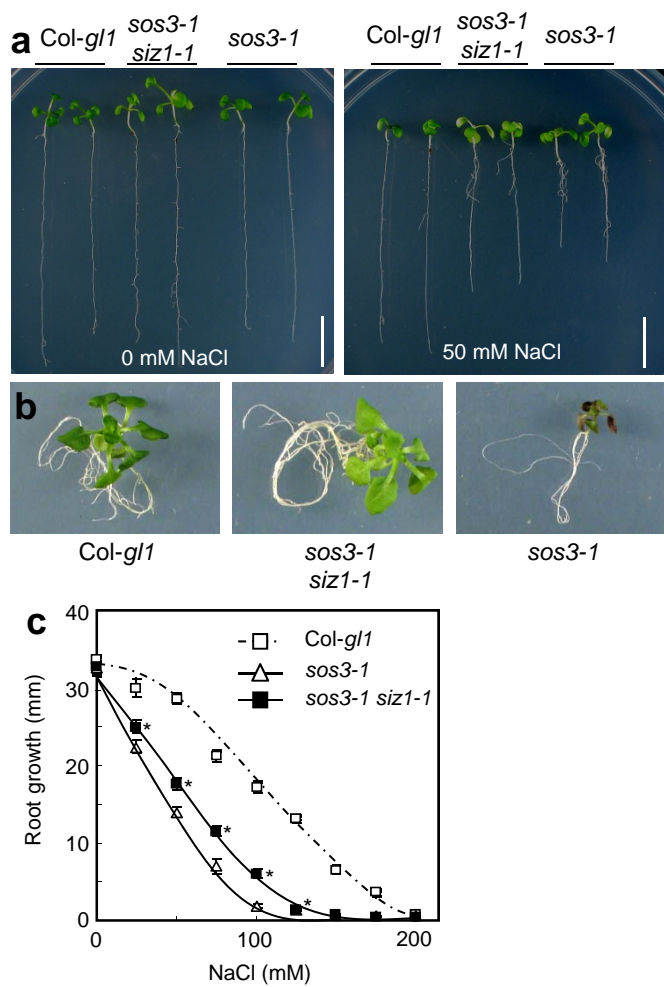 a
Col-gl1 sos3-1 siz1-1 sos3-1
Col-gl1 sos3-1 siz1-1 sos3-1
0 mM NaCl
50 mM NaCl
b
Col-gl1
sos3-1
siz1-1
sos3-1
c
Col-gl1
sos3-1
sos3-1 siz1-1
Root growth (mm)
40
30
20
10
0
* * * * *
0 100 200
NaCl (mM)